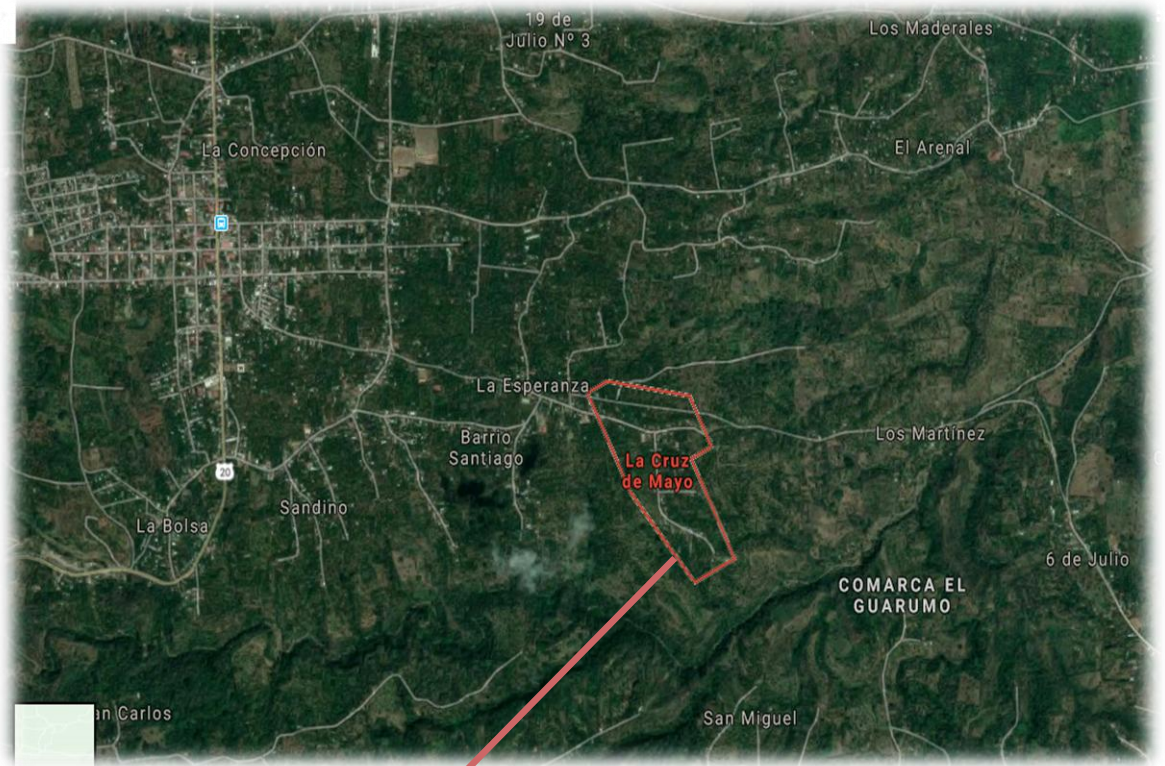 19 de
Julio Nº 3
Los Maderales
La Concepción
El Arenal
La Esperanza
Barrio
Santiago
Los Martínez
La Cruz
de Mayo
20
Sandino
La Bolsa
6 de Julio
COMARCA EL
GUARUMO
an Carlos
San Miguel